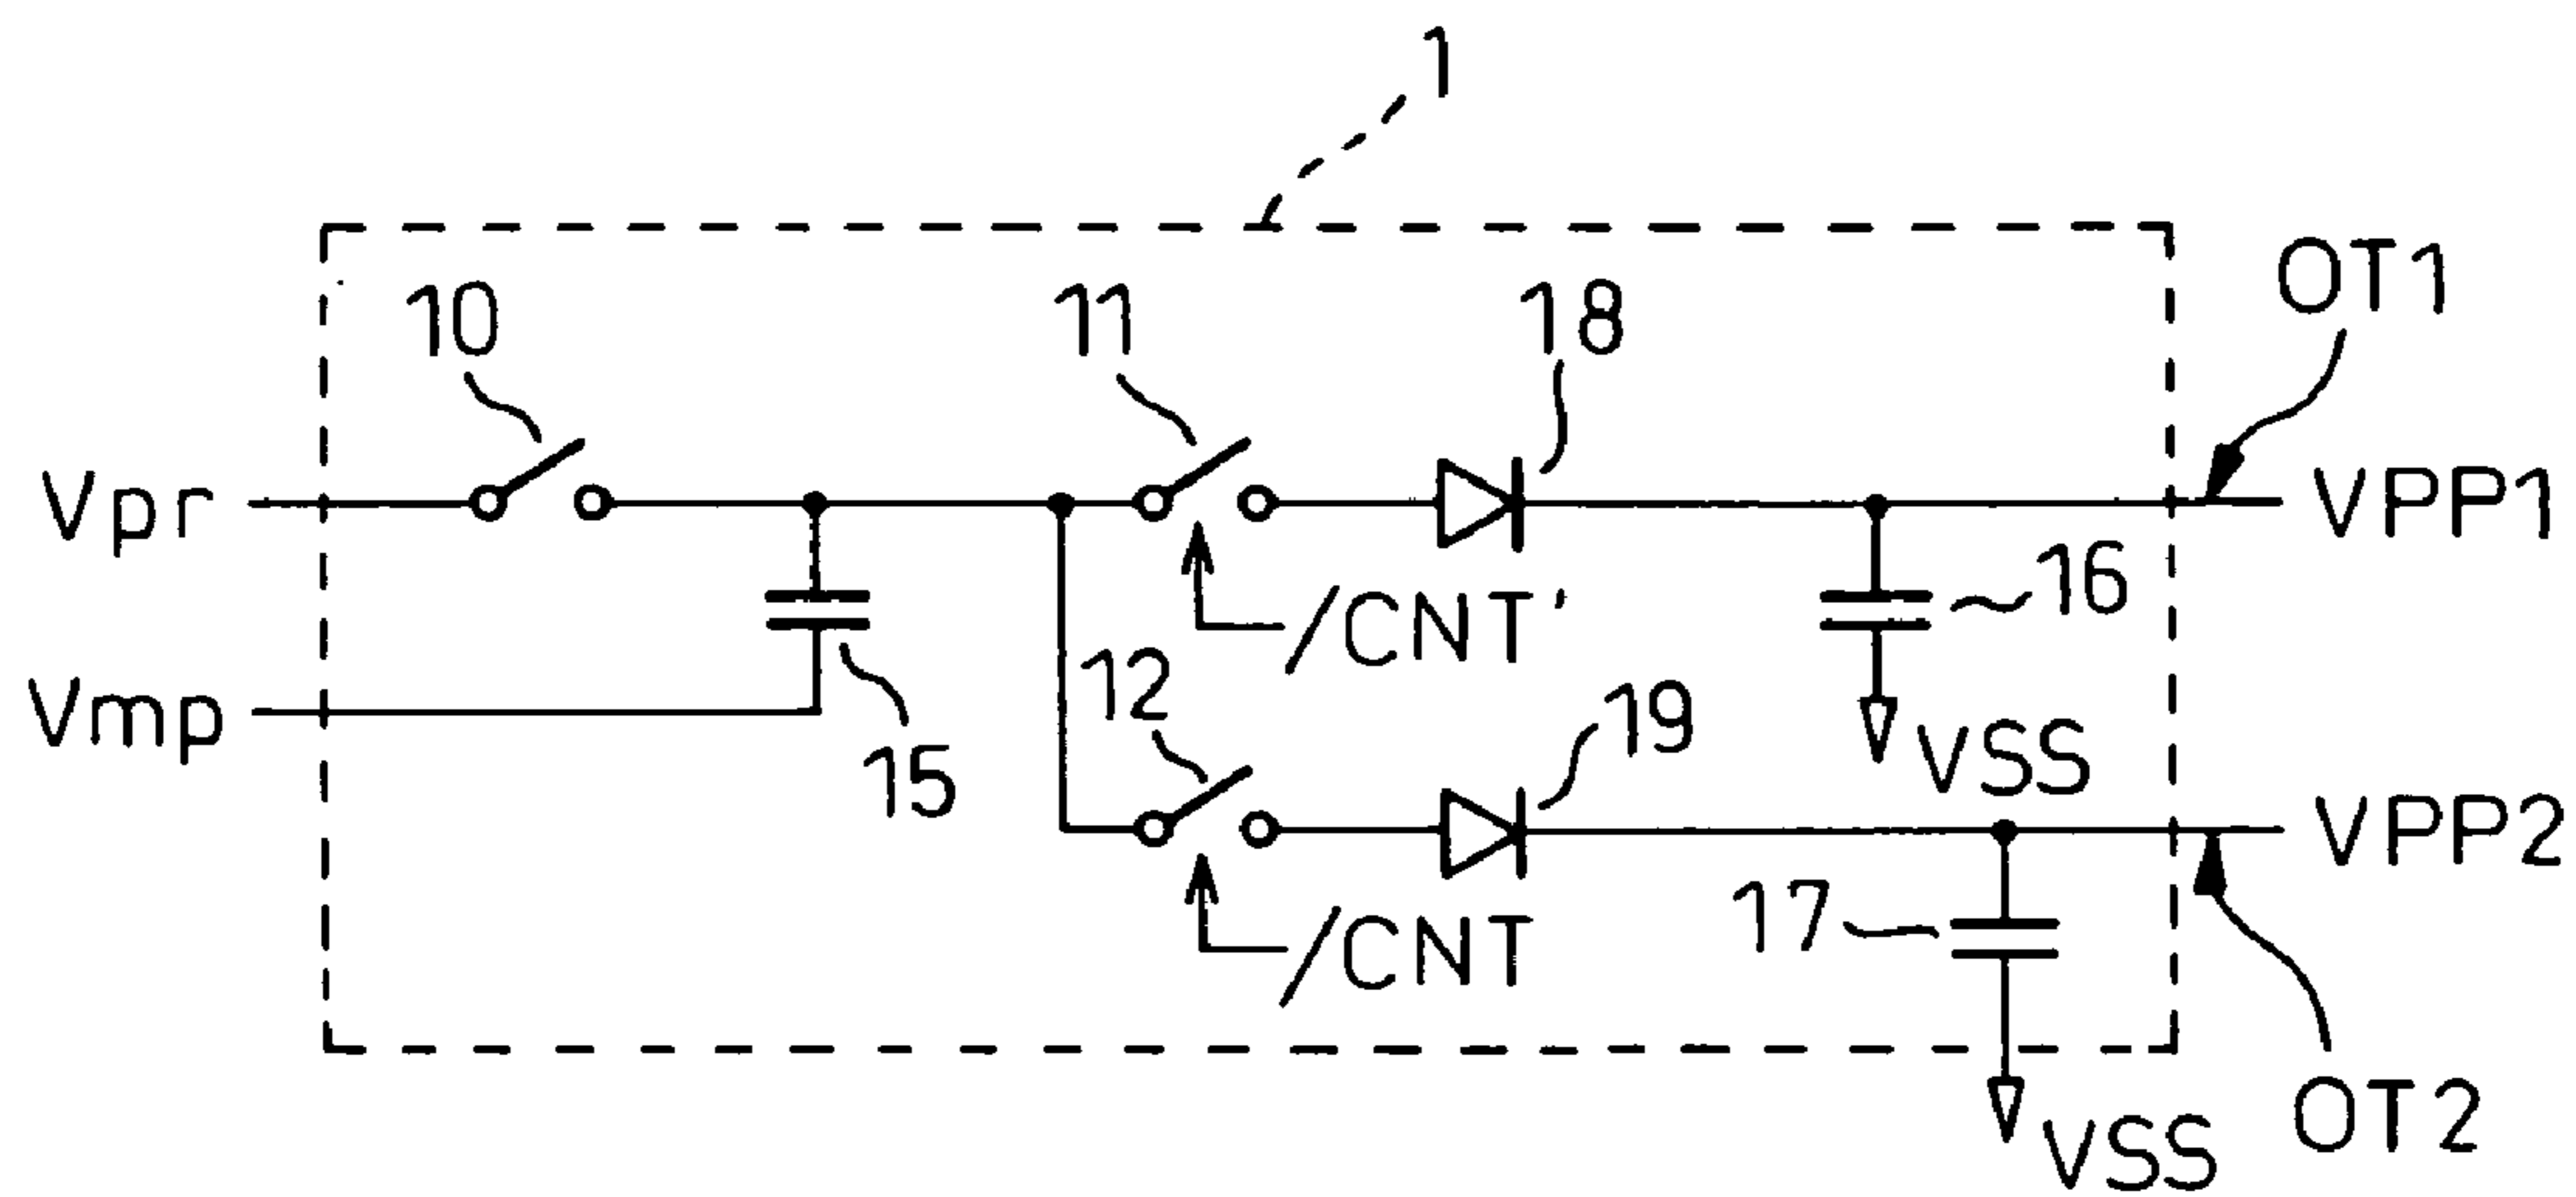 1
OT1
10
11
18
Vpr
VPP1
/CNT'
16
Vmp
12
19
15
VSS
VPP2
17
/CNT
OT2
VSS